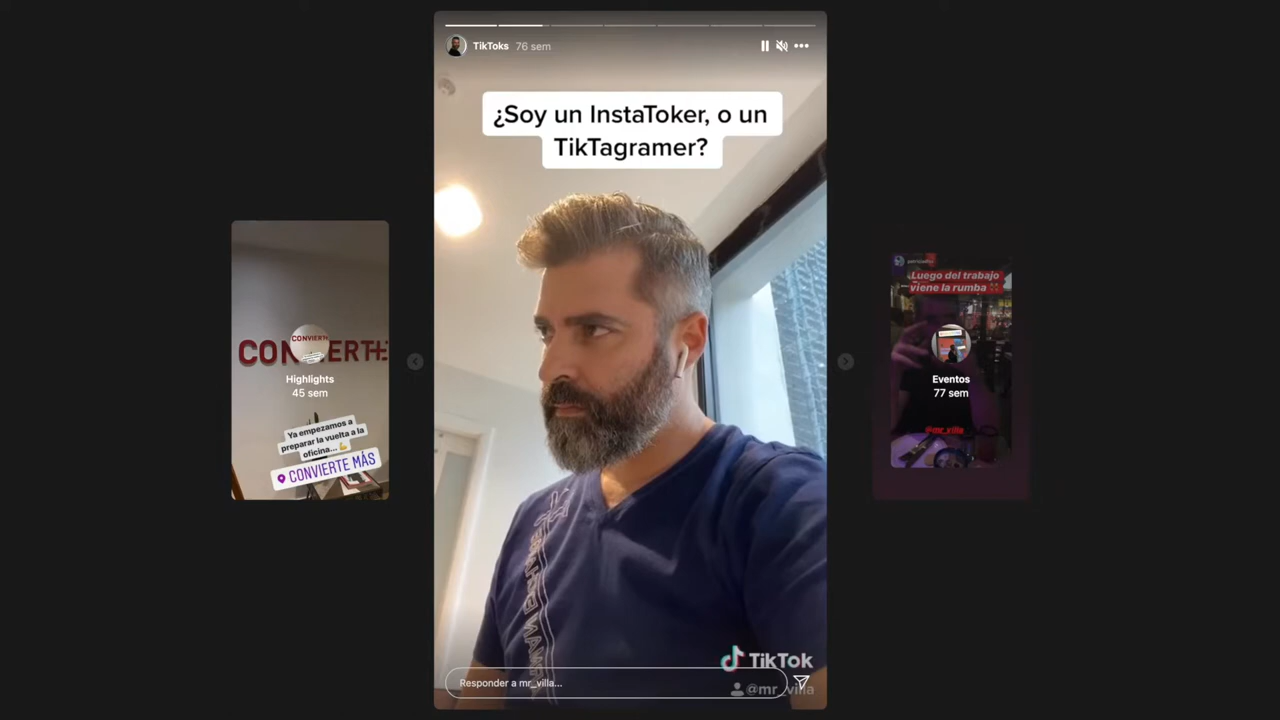 TikToks 76 sem
¿Soy un InstaToker, o un
TikTagramer?
TikTok
@mr_villa
Responder a mr_villa...
CONVIERTE
Highlights
45 sem
Ya empezamos a
preparar la vuelta a la
oficina...💪
CONVIERTE MÁS
Luego del trabajo
viene la rumba
Eventos
77 sem
@mr_villa